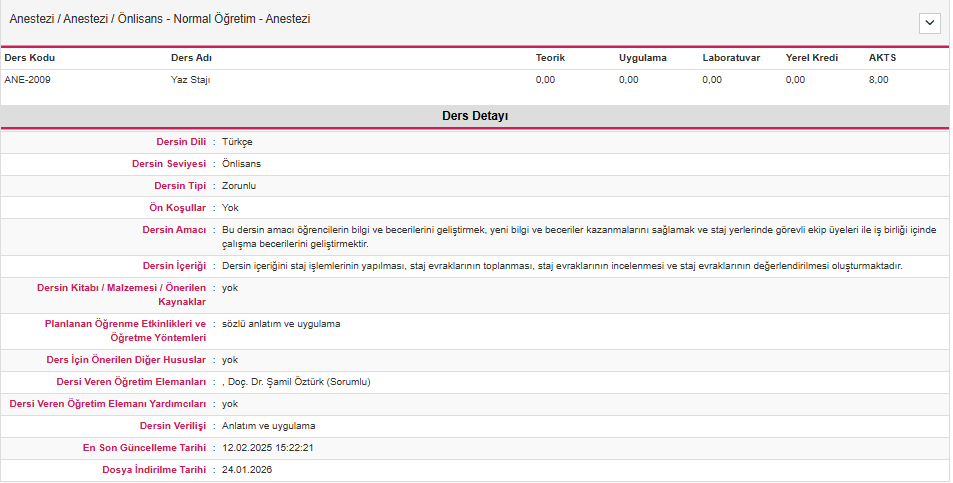 Anestezi / Anestezi / Önlisans - Normal Öğretim - Anestezi
Ders Kodu Ders Adı Teorik Uygulama Laboratuvar Yerel Kredi AKTS
ANE-2009 Yaz Stajı 0,00 0,00 0,00 0,00 8,00
Ders Detayı
Dersin Dili : Türkçe
Dersin Seviyesi : Önlisans
Dersin Tipi : Zorunlu
Ön Koşullar : Yok
Dersin Amacı : Bu dersin amacı öğrencilerin bilgi ve becerilerini geliştirmek, yeni bilgi ve beceriler kazanmalarını sağlamak ve staj yerlerinde görevli ekip üyeleri ile iş birliği içinde
çalışma becerilerini geliştirmektir.
Dersin İçeriği : Dersin içeriğini staj işlemlerinin yapılması, staj evraklarının toplanması, staj evraklarının incelenmesi ve staj evraklarının değerlendirilmesi oluşturmaktadır.
Dersin Kitabı / Malzemesi / Önerilen : yok
Kaynaklar
Planlanan Öğrenme Etkinlikleri ve : sözlü anlatım ve uygulama
Öğretme Yöntemleri
Ders İçin Önerilen Diğer Hususlar : yok
Dersi Veren Öğretim Elemanları : , Doç. Dr. Şamil Öztürk (Sorumlu)
Dersi Veren Öğretim Elemanı Yardımcıları : yok
Dersin Verilişi : Anlatım ve uygulama
En Son Güncelleme Tarihi : 12.02.2025 15:22:21
Dosya İndirilme Tarihi : 24.01.2026